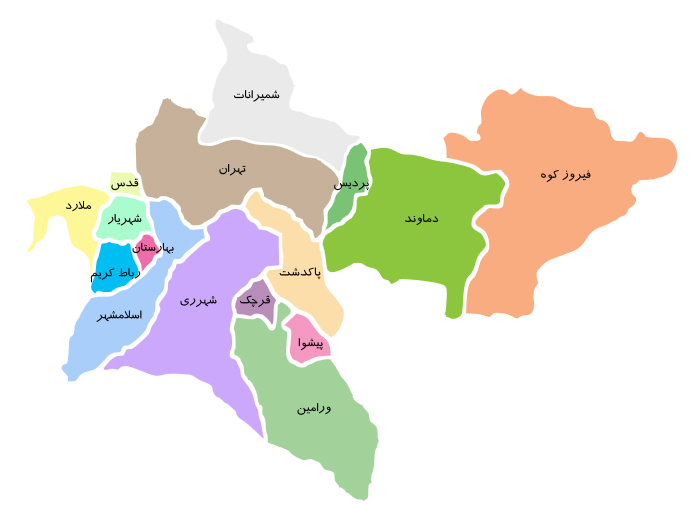 شمیرانات
تهران
فیروز کوه
پردیس
قدس
ملارد
شهریار
دماوند
بهارستان
رباط کریم
پاکدشت
شهرری
قرچک
اسلامشهر
پیشوا
ورامین